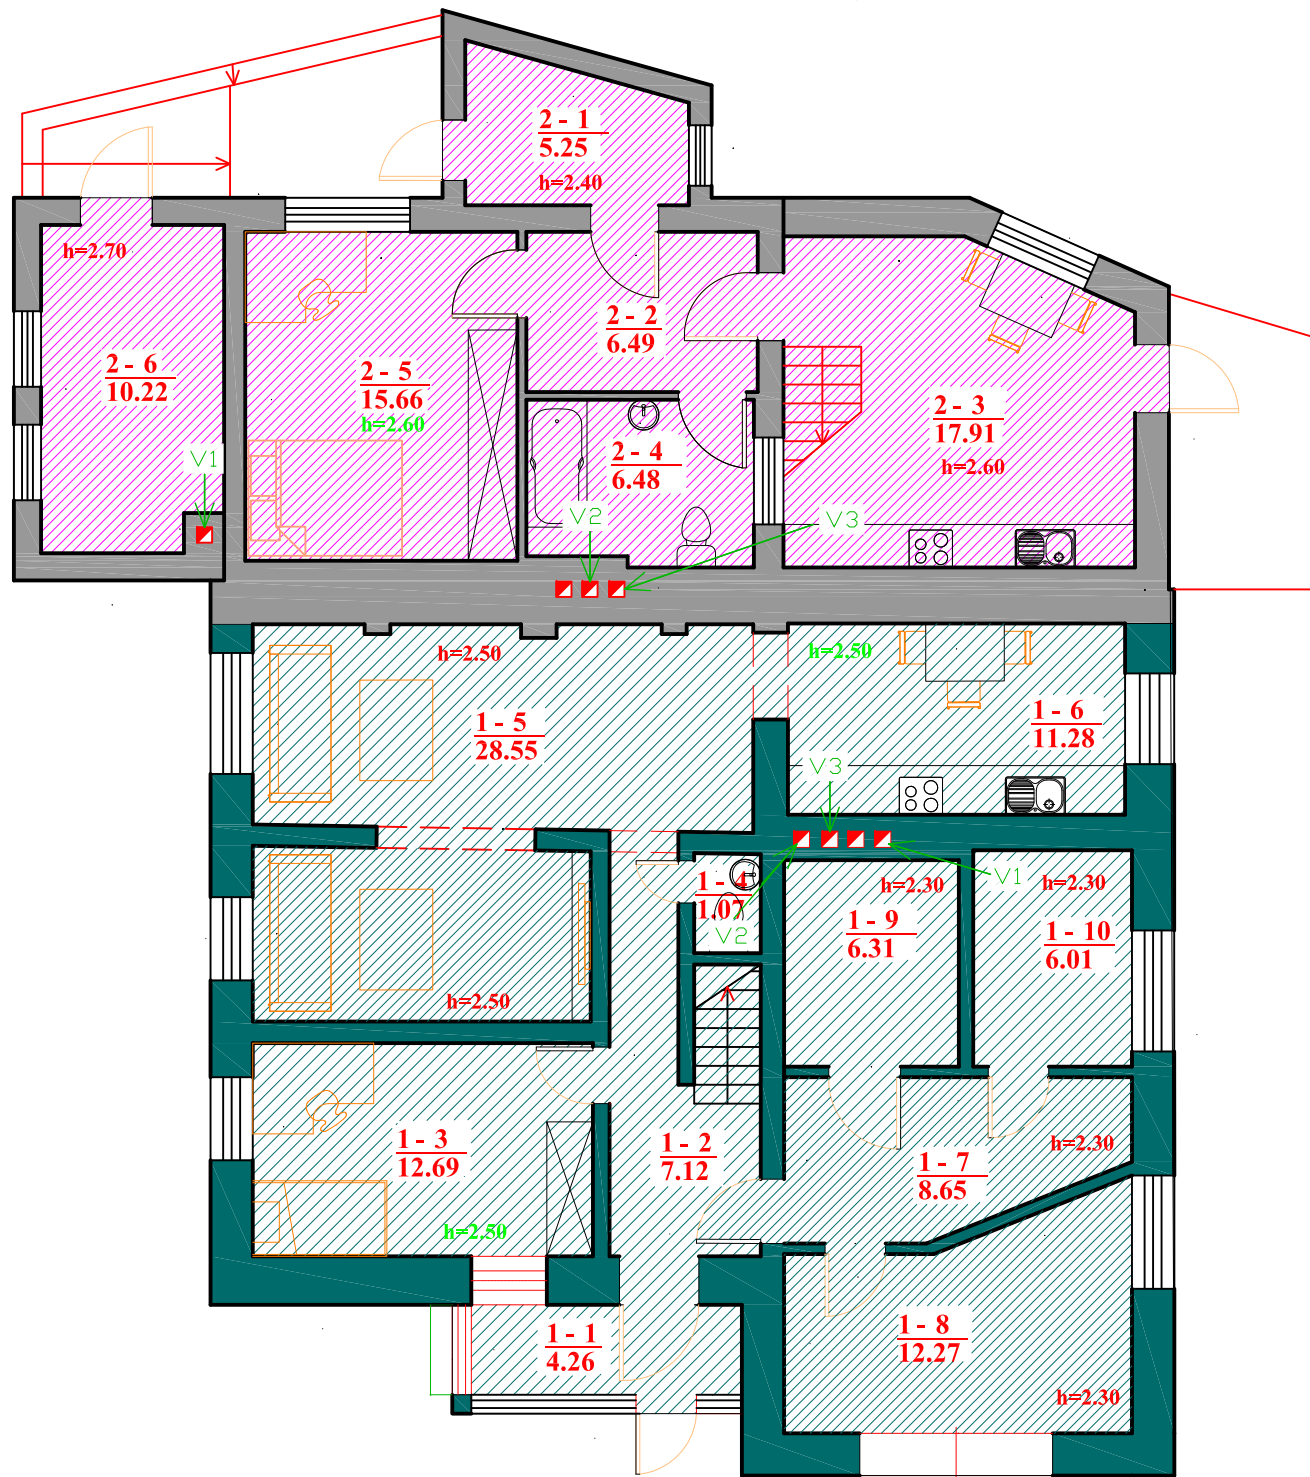 2 - 1
5.25
h=2.40
h=2.70
2 - 2
6.49
2 - 6
10.22
2 - 5
15.66
h=2.60
2 - 3
17.91
h=2.60
2 - 4
6.48
V1
V2
V3
h=2.50
h=2.50
1 - 5
28.55
1 - 6
11.28
V3
1 - 4
1.07
V2
h=2.30
V1
h=2.30
1 - 9
6.31
1 - 10
6.01
h=2.50
1 - 3
12.69
h=2.50
1 - 2
7.12
h=2.30
1 - 7
8.65
1 - 1
4.26
1 - 8
12.27
h=2.30